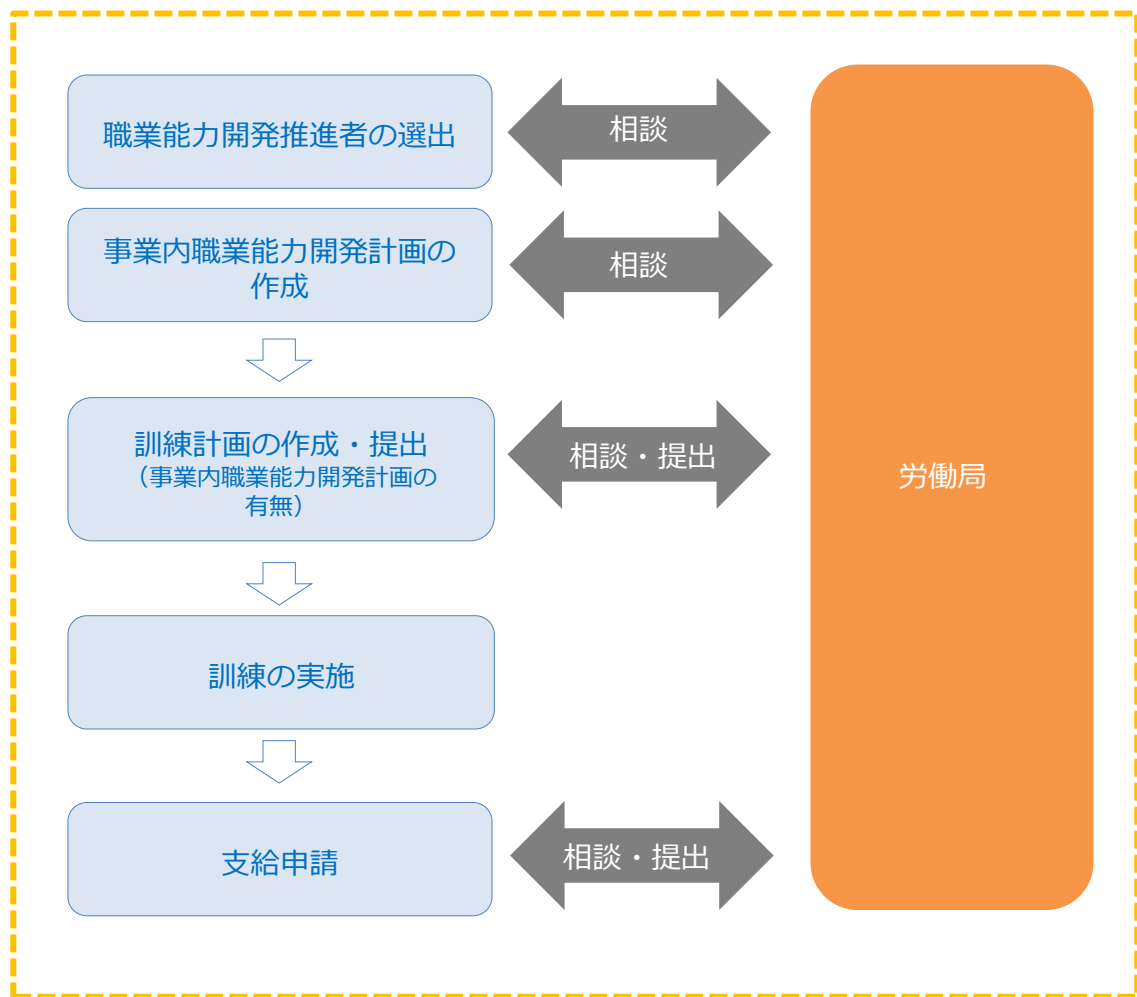 職業能力開発推進者の選出
相談
事業内職業能力開発計画の
作成
相談
訓練計画の作成・提出
（事業内職業能力開発計画の
有無）
相談・提出
労働局
訓練の実施
支給申請
相談・提出